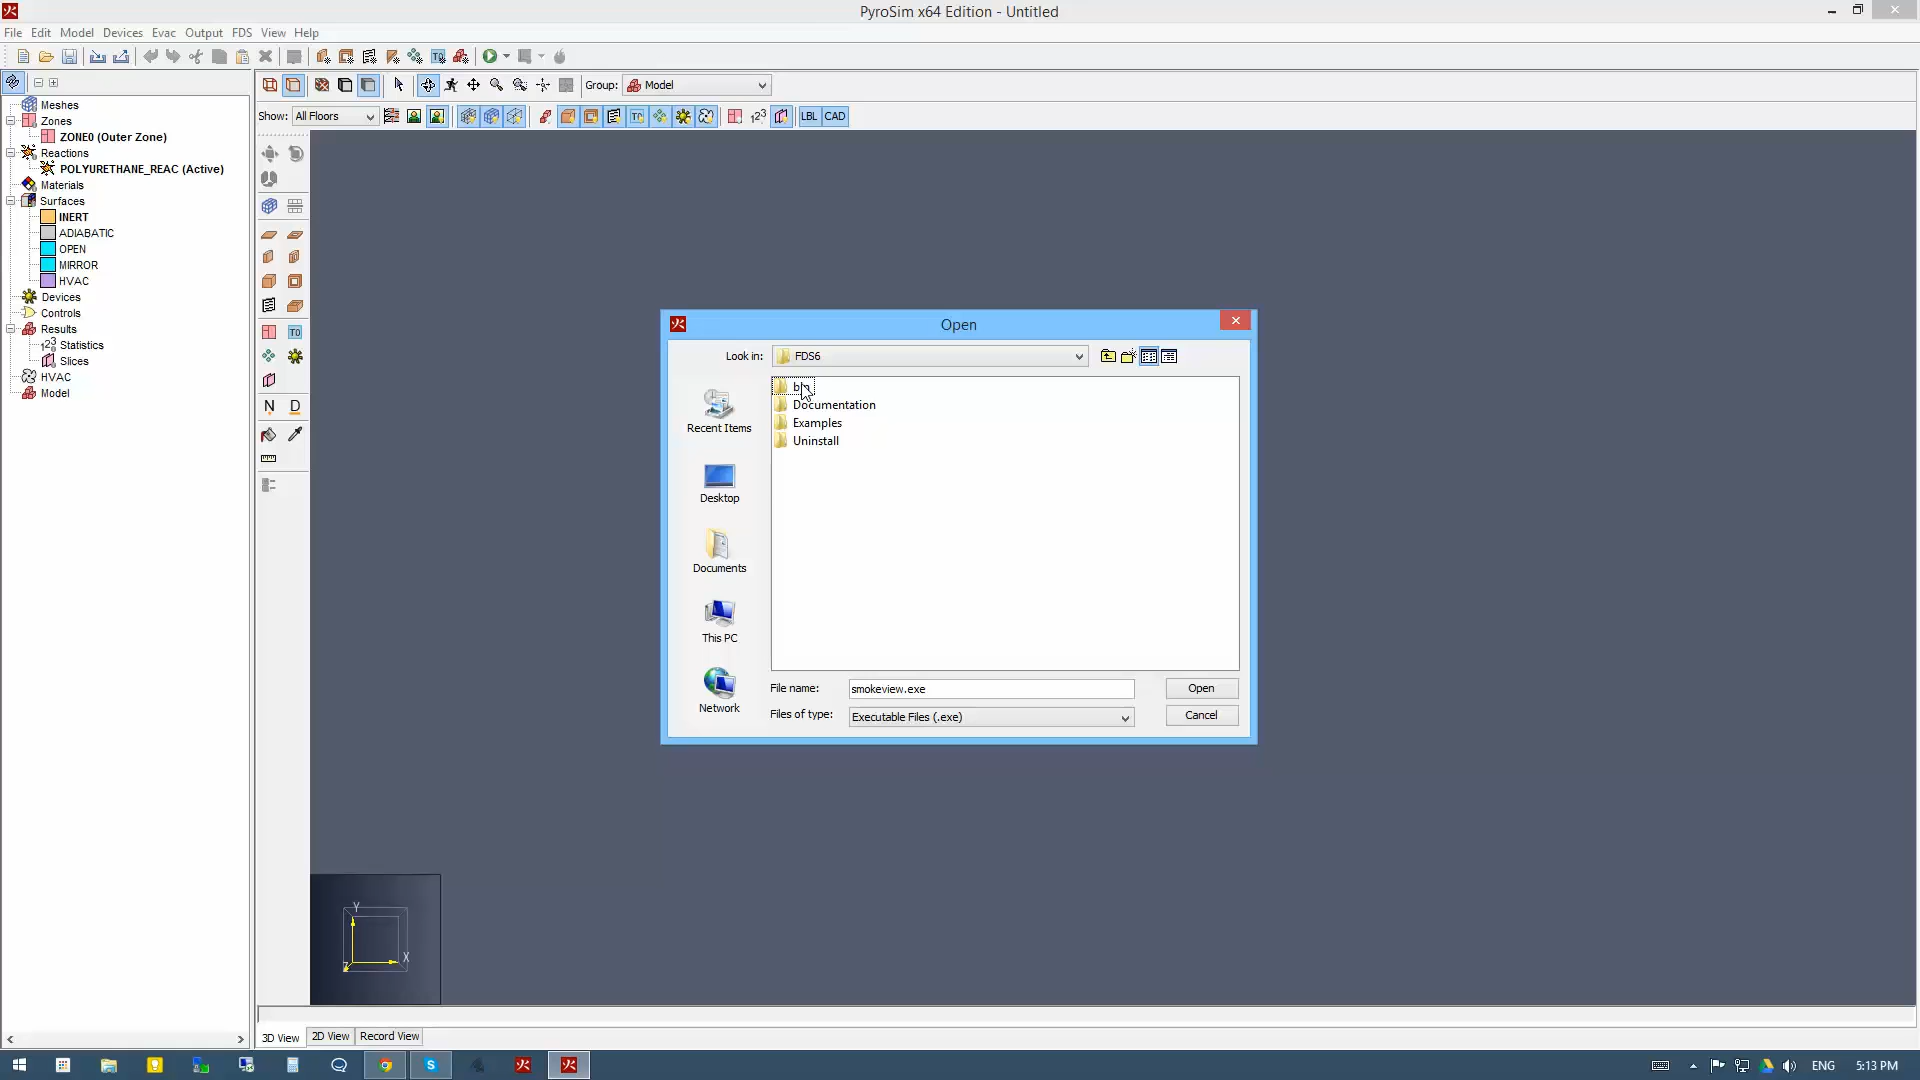 PyroSim x64 Edition - Untitled
File Edit Model Devices Evac Output FDS View Help
Group: Model
Show: All Floors
LBL CAD
Meshes
Zones
ZONE0 (Outer Zone)
Reactions
POLYURETHANE_REAC (Active)
Materials
Surfaces
INERT
ADIABATIC
OPEN
MIRROR
HVAC
Devices
Controls
Results
Statistics
Slices
HVAC
Model
N D
Open
Look in: FDS6
Documentation
Examples
Uninstall
Recent Items
Desktop
Documents
This PC
Network
File name: smokeview.exe Open
Files of type: Executable Files (.exe) Cancel
Y
X
Z
3D View 2D View Record View
ENG 5:13 PM